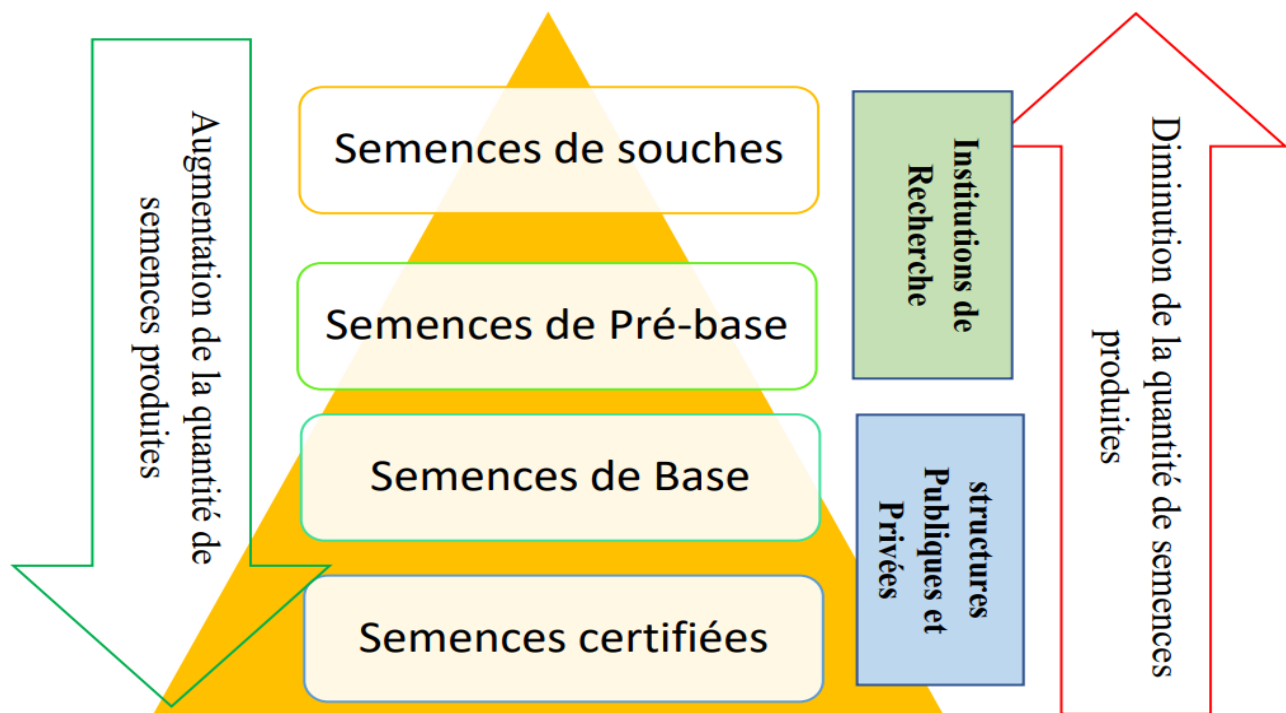 Augmentation de la quantité de
semences produites
Semences de souches
Semences de Pré-base
Semences de Base
Semences certifiées
Institutions de
Recherche
structures
Publiques et
Privées
Diminution de la quantité de semences
produites